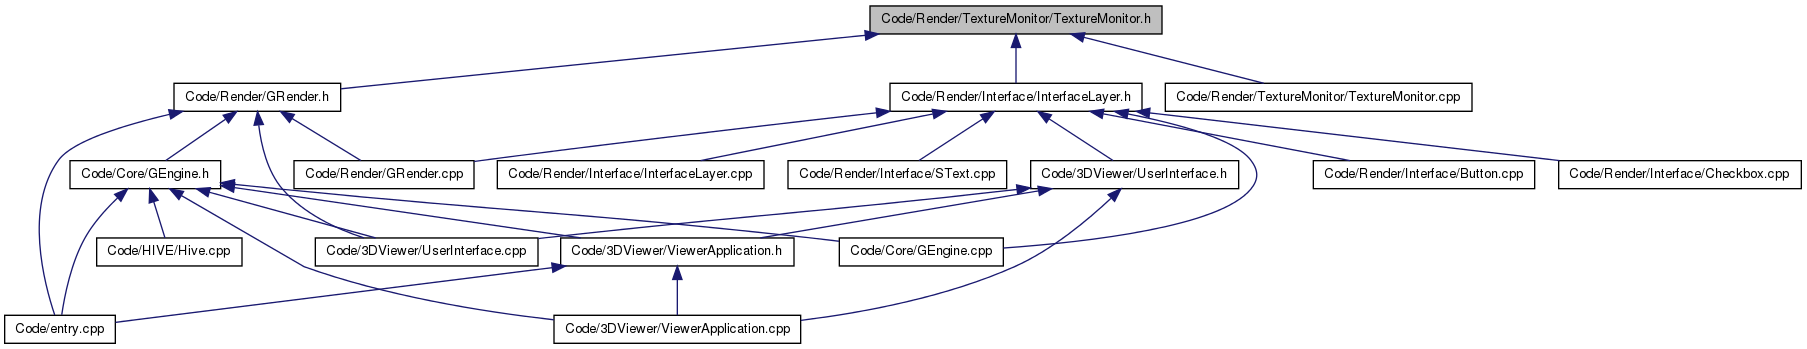 Code/Render/TextureMonitor/TextureMonitor.h
Code/Render/GRender.h
Code/Render/Interface/InterfaceLayer.h
Code/Render/TextureMonitor/TextureMonitor.cpp
Code/Core/GEngine.h
Code/Render/GRender.cpp
Code/Render/Interface/InterfaceLayer.cpp
Code/Render/Interface/SText.cpp
Code/3DViewer/UserInterface.h
Code/Render/Interface/Button.cpp
Code/Render/Interface/Checkbox.cpp
Code/HIVE/Hive.cpp
Code/3DViewer/UserInterface.cpp
Code/3DViewer/ViewerApplication.h
Code/Core/GEngine.cpp
Code/entry.cpp
Code/3DViewer/ViewerApplication.cpp